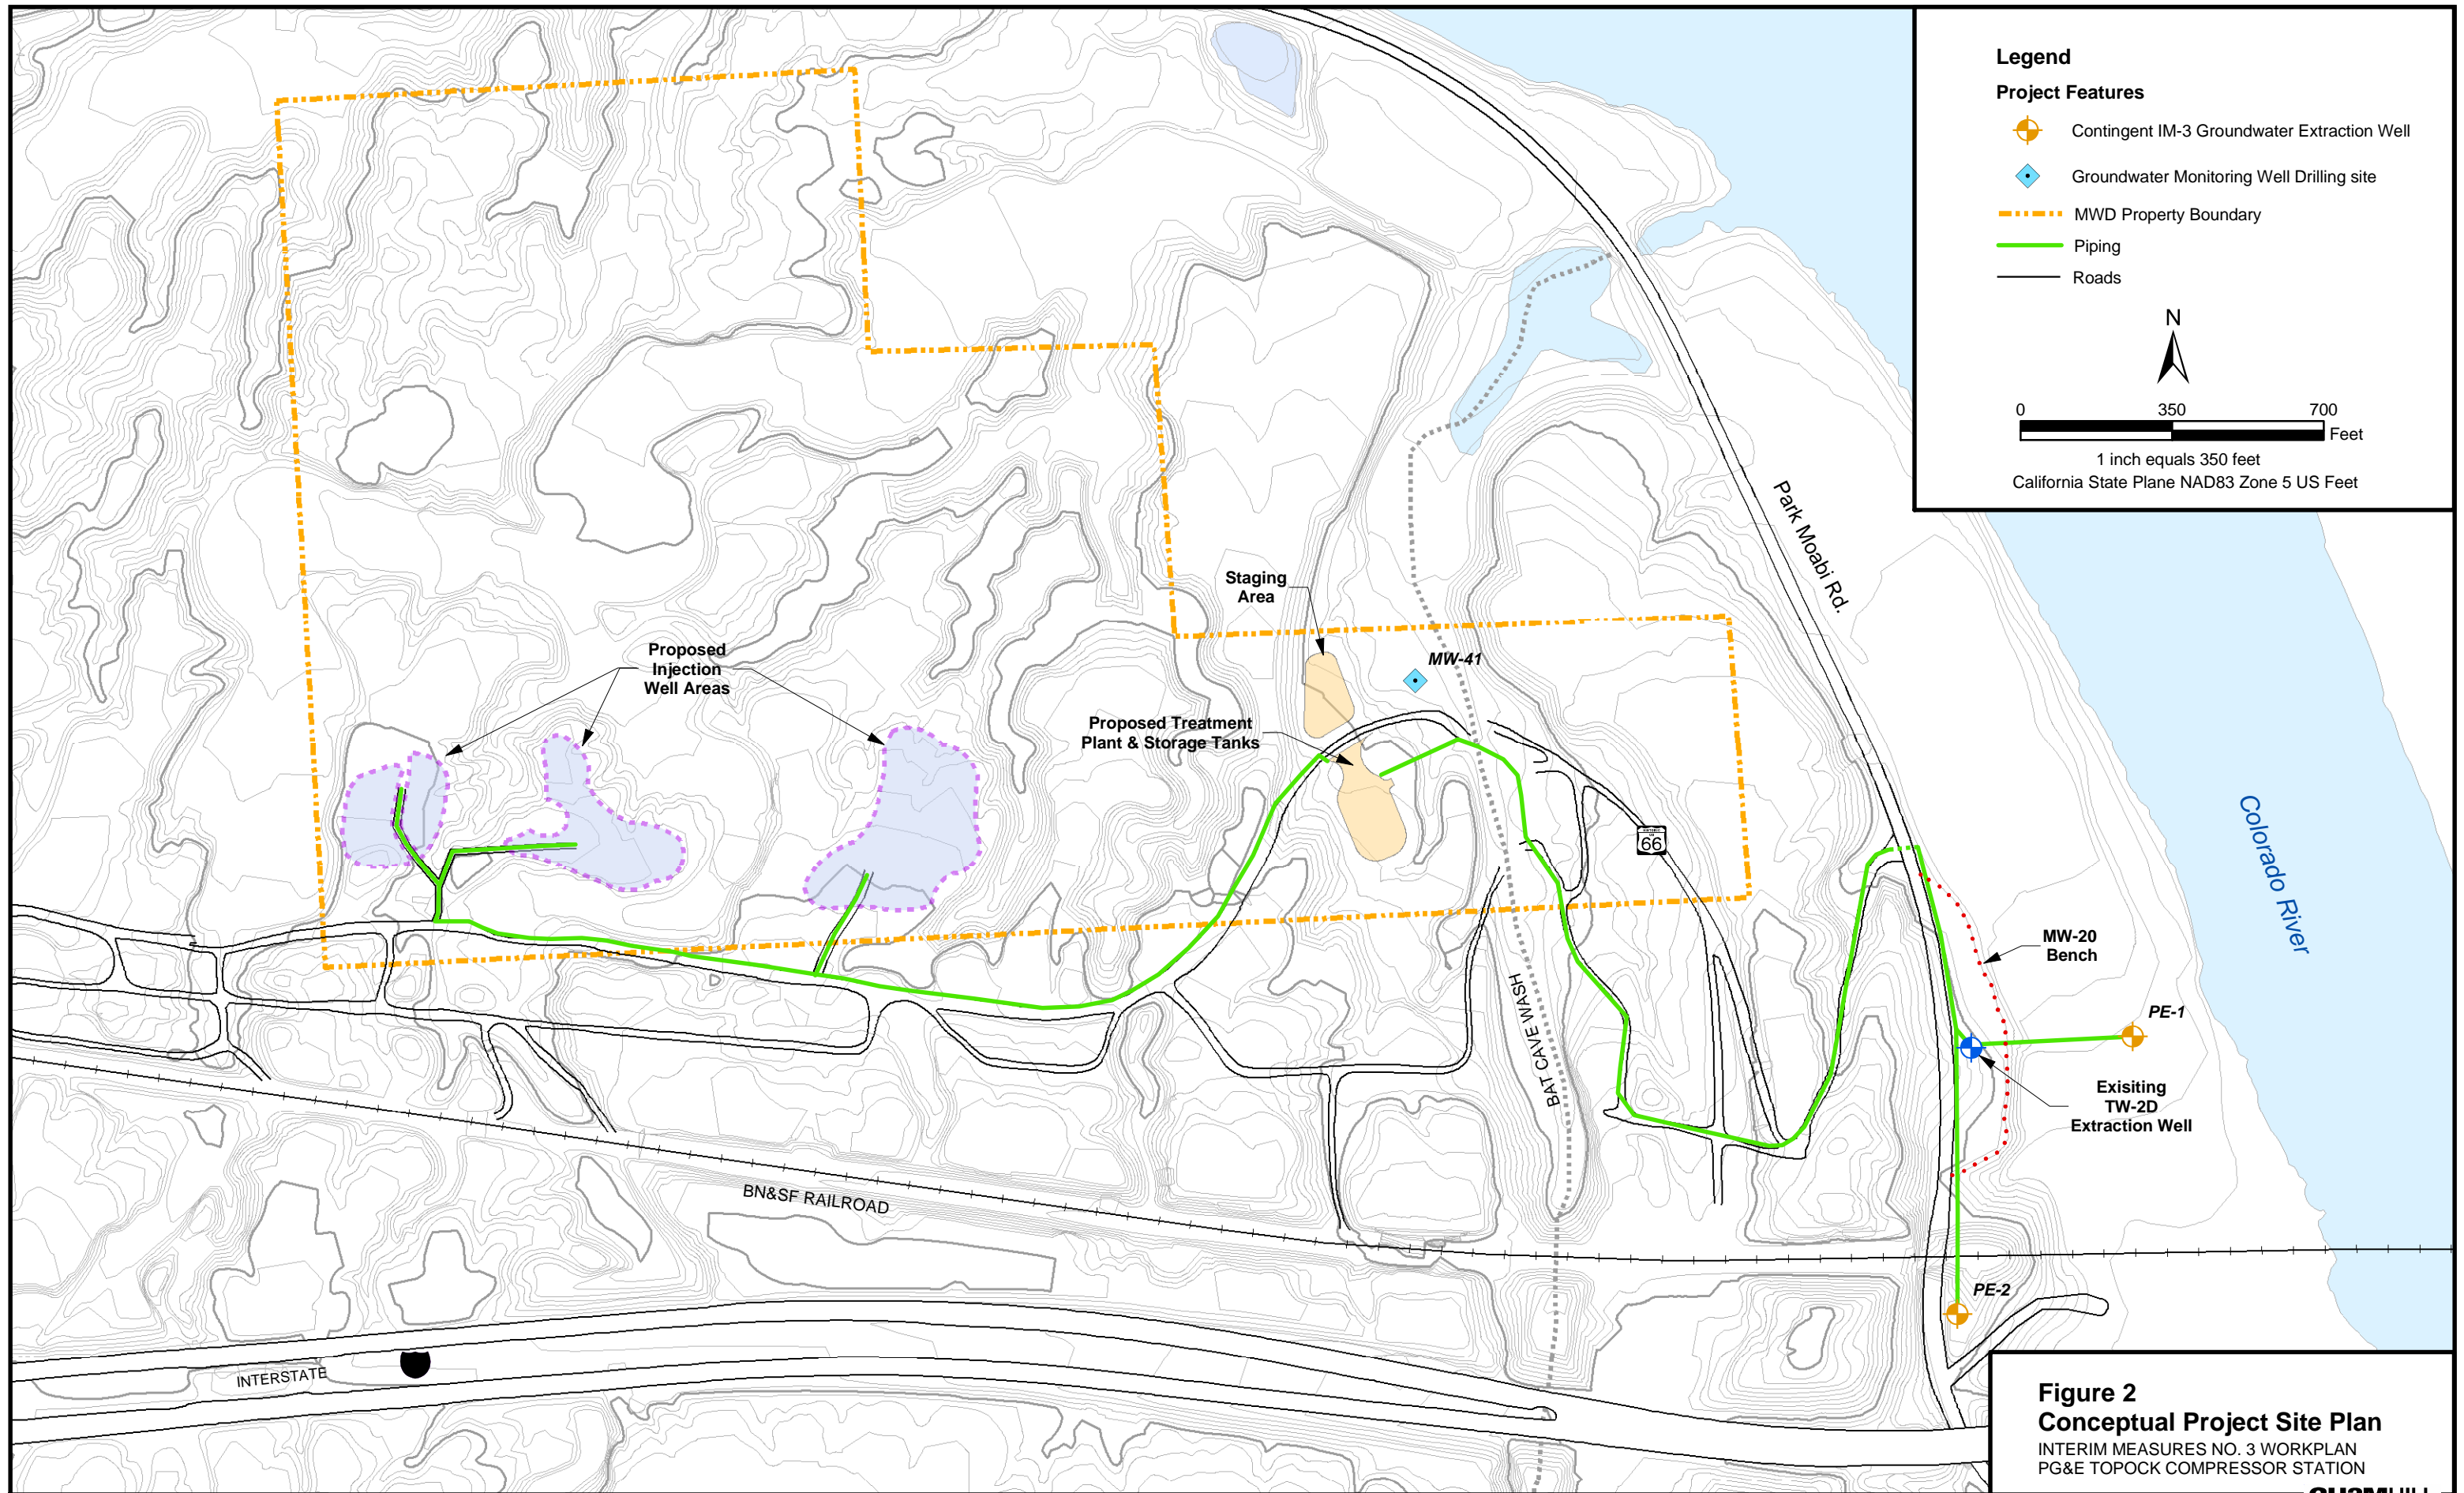 Legend
Project Features
Contingent IM-3 Groundwater Extraction Well
Groundwater Monitoring Well Drilling site
MWD Property Boundary
Piping
Roads
N
0 350 700
Feet
1 inch equals 350 feet
California State Plane NAD83 Zone 5 US Feet
Park Moabi Rd.
Staging
Area
MW-41
Proposed
Injection
Well Areas
Proposed Treatment
Plant & Storage Tanks
66
Colorado River
MW-20
Bench
PE-1
BAT CAVE WASH
Exisiting
TW-2D
Extraction Well
BN&SF RAILROAD
PE-2
INTERSTATE
Figure 2
Conceptual Project Site Plan
INTERIM MEASURES NO. 3 WORKPLAN
PG&E TOPOCK COMPRESSOR STATION